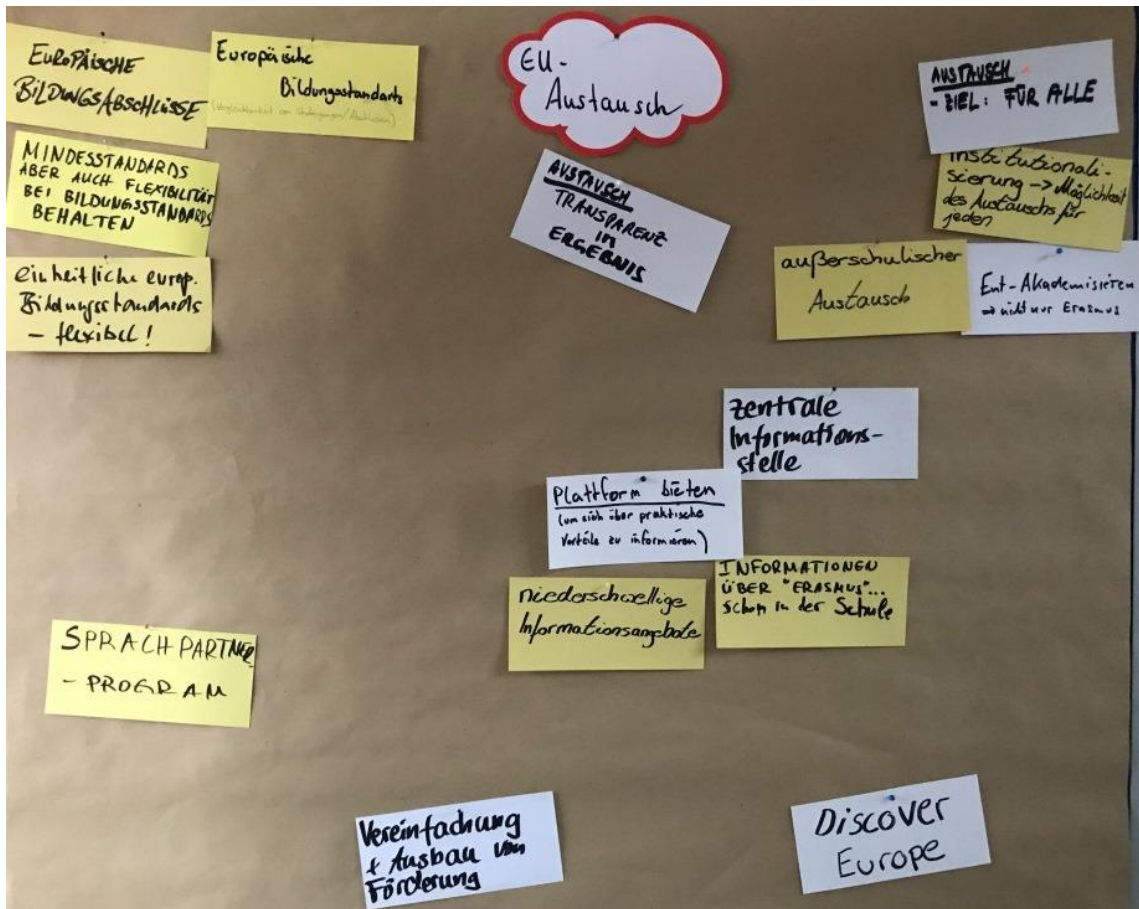 EUROPÄISCHE
BILDUNGSABSCHLÜSSE
Europäische
Bildungsstandarts
MINDESSTANDARDS
ABER AUCH FLEXIBILITÄT
BEI BILDUNGSSTANDARDS
BEHALTEN
einheitliche europ.
Bildungsstandards
- flexibel!
EU-
Austausch
AUSTAUSCH
TRANSPARENZ
im
ERGEBNIS
AUSTAUSCH
- ZIEL: FÜR ALLE
Institutionali-
sierung -> Möglichkeit
des Austauschs für
jeden
außerschulischer
Austausch
Ent-Akademisieren
⇒ nicht nur Erasmus
zentrale
Informations-
stelle
Plattform bieten
(um sich über praktische
Vorteile zu informieren)
niederschwellige
Informationsangebote
INFORMATIONEN
ÜBER "ERASMUS"...
schon in der Schule
SPRACHPARTNER
- PROGRAM
Vereinfachung
+ Ausbau von
Förderung
Discover
Europe